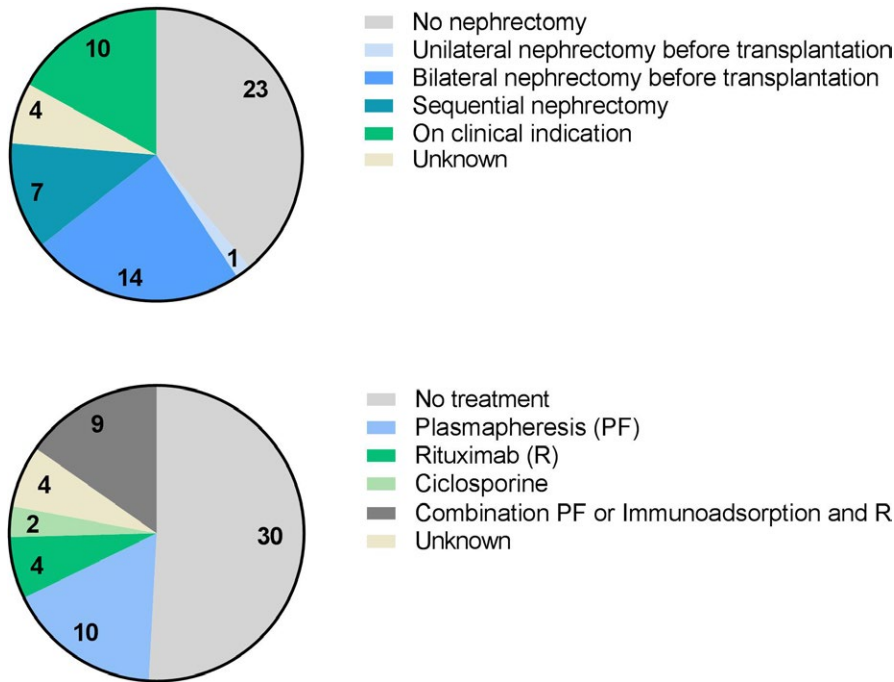 10
23
4
7
14
1
No nephrectomy
Unilateral nephrectomy before transplantation
Bilateral nephrectomy before transplantation
Sequential nephrectomy
On clinical indication
Unknown
9
4
2
4
30
10
No treatment
Plasmapheresis (PF)
Rituximab (R)
Ciclosporine
Combination PF or Immunoadsorption and R
Unknown